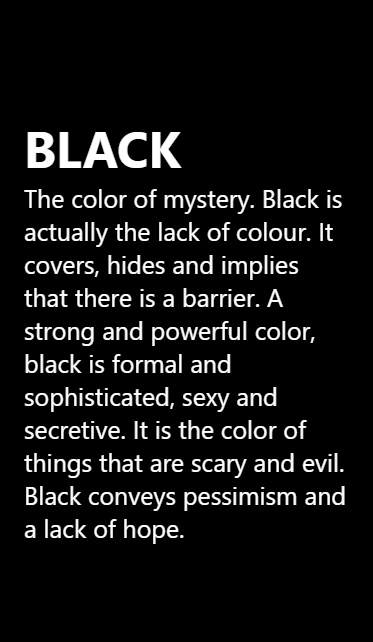 BLACK
The color of mystery. Black is
actually the lack of colour. It
covers, hides and implies
that there is a barrier. A
strong and powerful color,
black is formal and
sophisticated, sexy and
secretive. It is the color of
things that are scary and evil.
Black conveys pessimism and
a lack of hope.